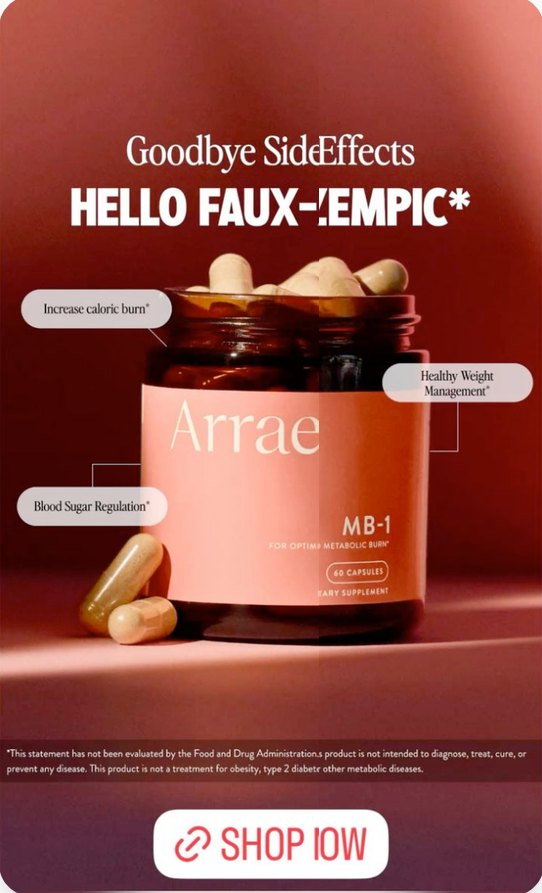 Goodbye SideEffects
HELLO FAUX-'EMPIC*
Increase caloric burn*
Healthy Weight
Management*
Arrae
Blood Sugar Regulation*
MB-1
FOR OPTIM METABOLIC BURN*
60 CAPSULES
ARY SUPPLEMENT
*This statement has not been evaluated by the Food and Drug Administration.s product is not intended to diagnose, treat, cure, or
prevent any disease. This product is not a treatment for obesity, type 2 diabetr other metabolic diseases.
SHOP IOW